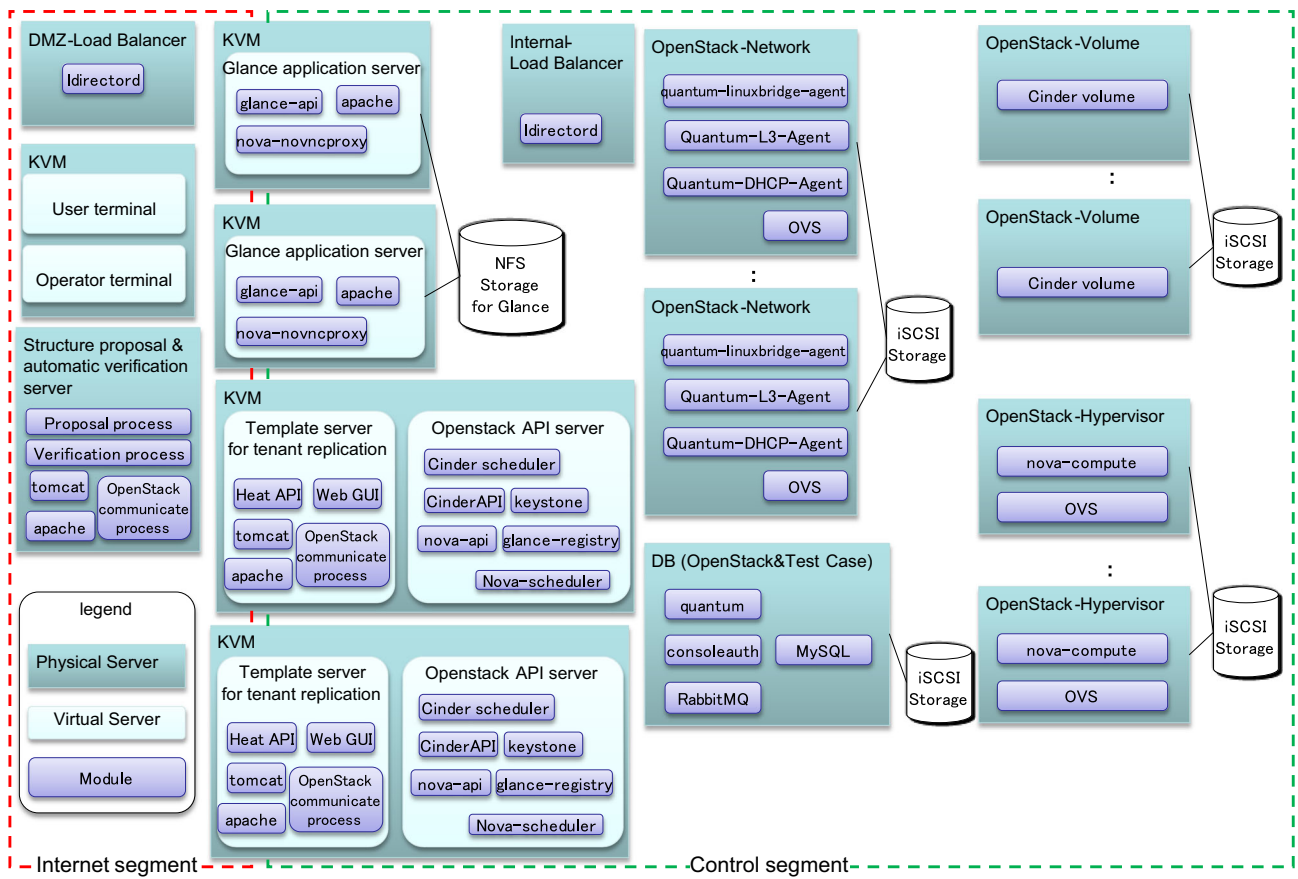 DMZ-Load Balancer
ldirectord
KVM
User terminal
Operator terminal
Structure proposal &
automatic verification
server
Proposal process
Verification process
tomcat
OpenStack
communicate
process
apache
legend
Physical Server
Virtual Server
Module
Internet segment
KVM
Glance application server
glance-api
apache
nova-novncproxy
KVM
Glance application server
glance-api
apache
nova-novncproxy
NFS
Storage
for Glance
KVM
Template server
for tenant replication
Heat API
Web GUI
tomcat
OpenStack
communicate
process
apache
Openstack API server
Cinder scheduler
CinderAPI
keystone
nova-api
glance-registry
Nova-scheduler
KVM
Template server
for tenant replication
Heat API
Web GUI
tomcat
OpenStack
communicate
process
apache
Openstack API server
Cinder scheduler
CinderAPI
keystone
nova-api
glance-registry
Nova-scheduler
Internal-
Load Balancer
ldirectord
OpenStack-Network
quantum-linuxbridge-agent
Quantum-L3-Agent
Quantum-DHCP-Agent
OVS
:
OpenStack-Network
quantum-linuxbridge-agent
Quantum-L3-Agent
Quantum-DHCP-Agent
OVS
iSCSI
Storage
DB (OpenStack&Test Case)
quantum
consoleauth
MySQL
RabbitMQ
iSCSI
Storage
OpenStack-Volume
Cinder volume
:
OpenStack-Volume
Cinder volume
iSCSI
Storage
OpenStack-Hypervisor
nova-compute
OVS
:
OpenStack-Hypervisor
nova-compute
OVS
iSCSI
Storage
Control segment